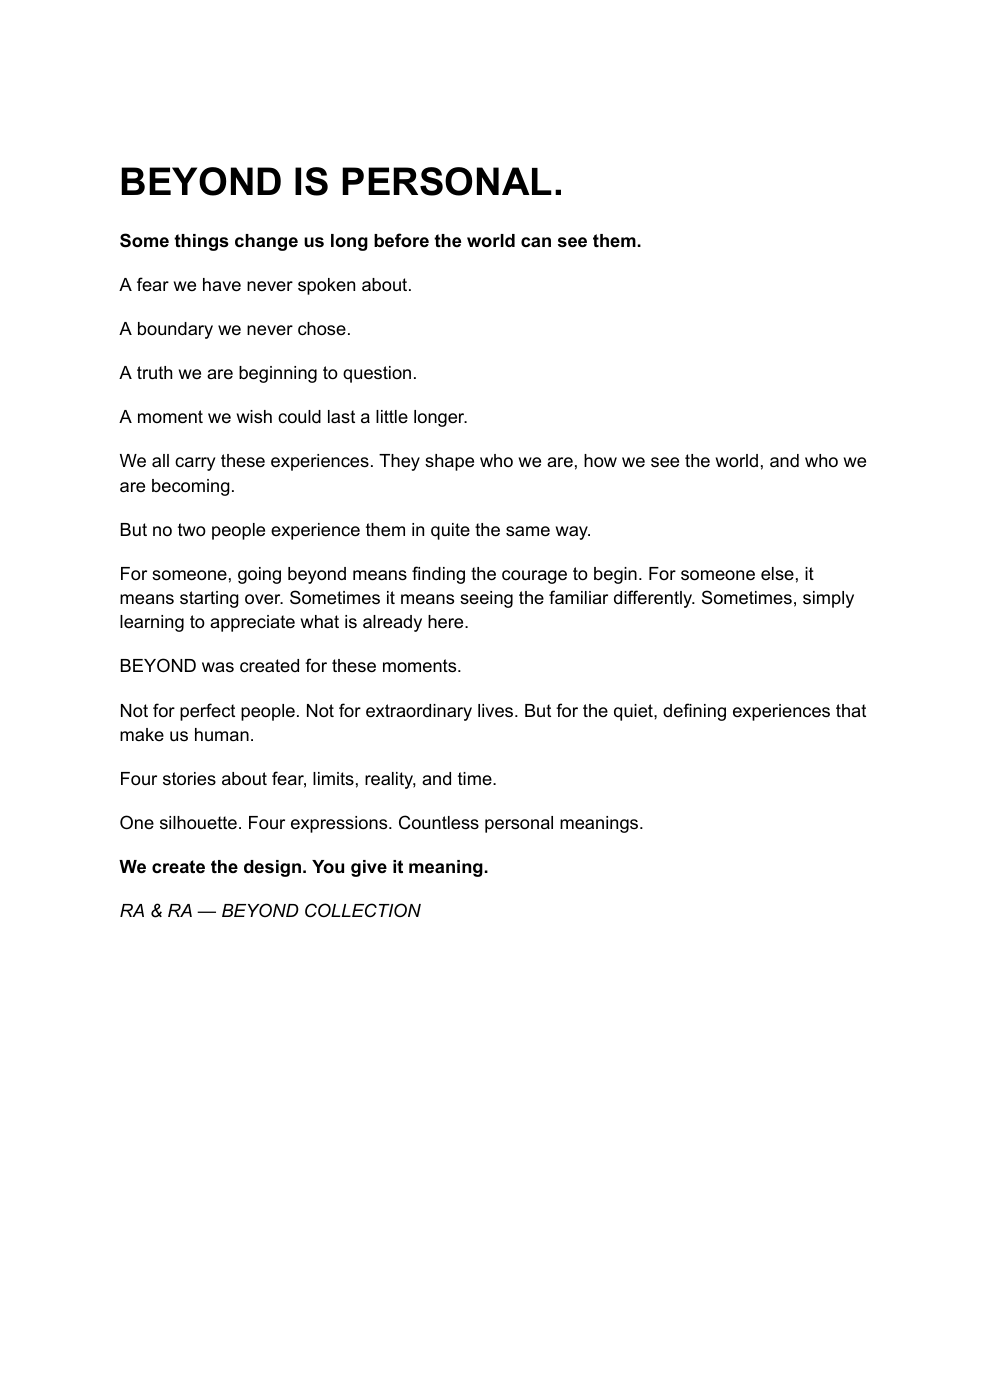 BEYOND IS PERSONAL.
Some things change us long before the world can see them.
A fear we have never spoken about.
A boundary we never chose.
A truth we are beginning to question.
A moment we wish could last a little longer.
We all carry these experiences. They shape who we are, how we see the world, and who we
are becoming.
But no two people experience them in quite the same way.
For someone, going beyond means finding the courage to begin. For someone else, it
means starting over. Sometimes it means seeing the familiar differently. Sometimes, simply
learning to appreciate what is already here.
BEYOND was created for these moments.
Not for perfect people. Not for extraordinary lives. But for the quiet, defining experiences that
make us human.
Four stories about fear, limits, reality, and time.
One silhouette. Four expressions. Countless personal meanings.
We create the design. You give it meaning.
RA & RA — BEYOND COLLECTION